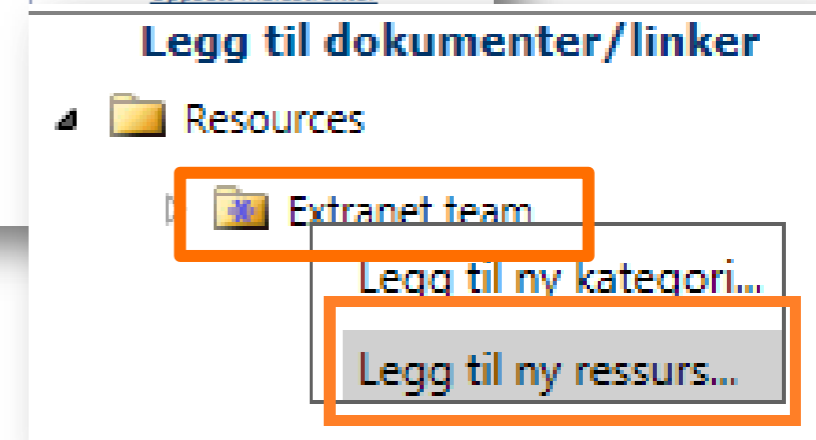 Legg til dokumenter/linker
Resources
Extranet team
Legg til ny kategori...
Legg til ny ressurs...